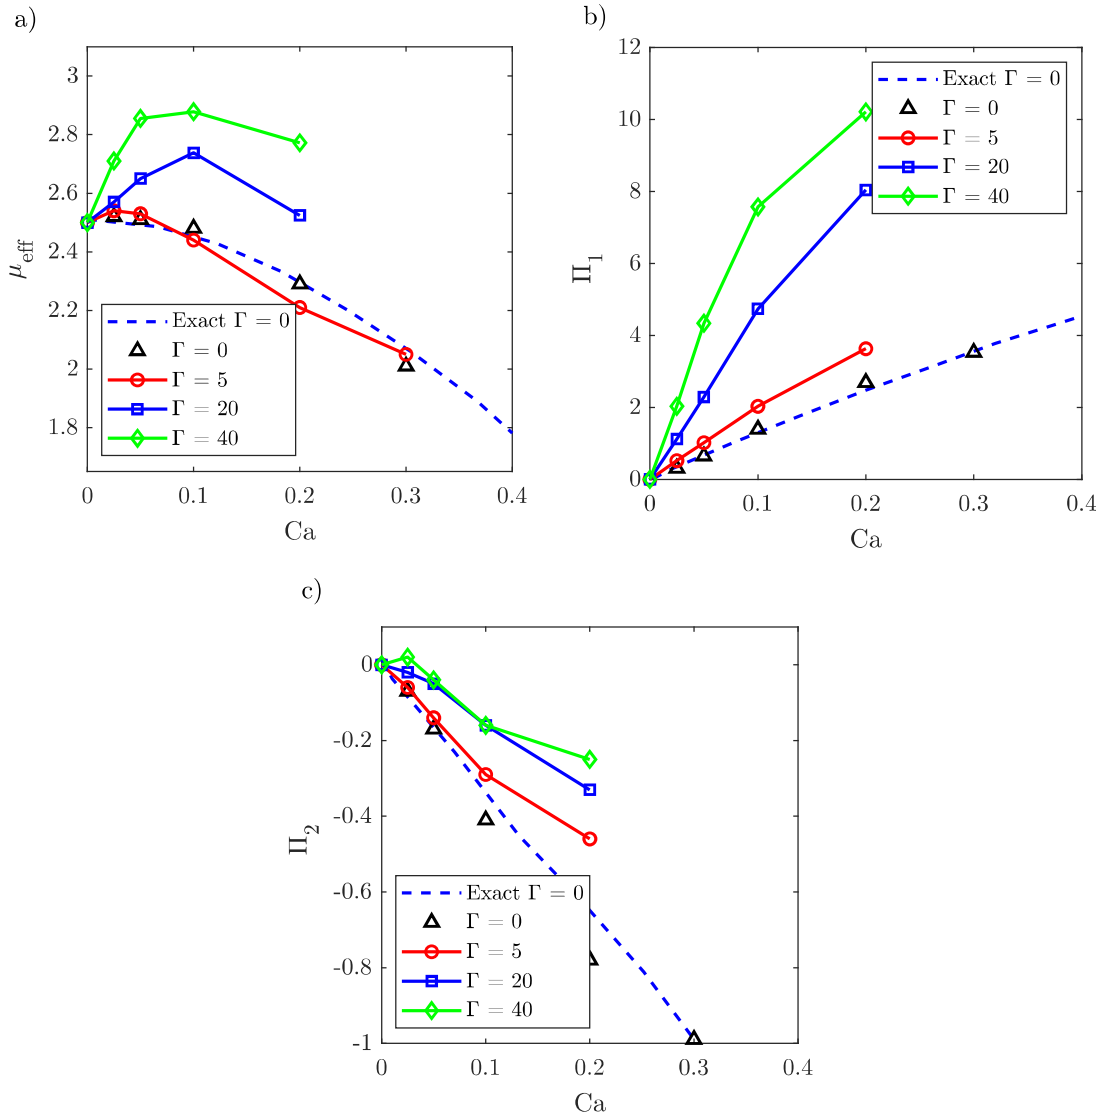 a)
3
2.8
2.6
2.4
2.2
2
1.8
μeff
Exact Γ = 0
Γ = 0
Γ = 5
Γ = 20
Γ = 40
0
0.1
0.2
0.3
0.4
Ca
b)
12
10
8
6
4
2
0
Π1
Exact Γ = 0
Γ = 0
Γ = 5
Γ = 20
Γ = 40
0
0.1
0.2
0.3
0.4
Ca
c)
0
-0.2
-0.4
-0.6
-0.8
-1
Π2
Exact Γ = 0
Γ = 0
Γ = 5
Γ = 20
Γ = 40
0
0.1
0.2
0.3
0.4
Ca